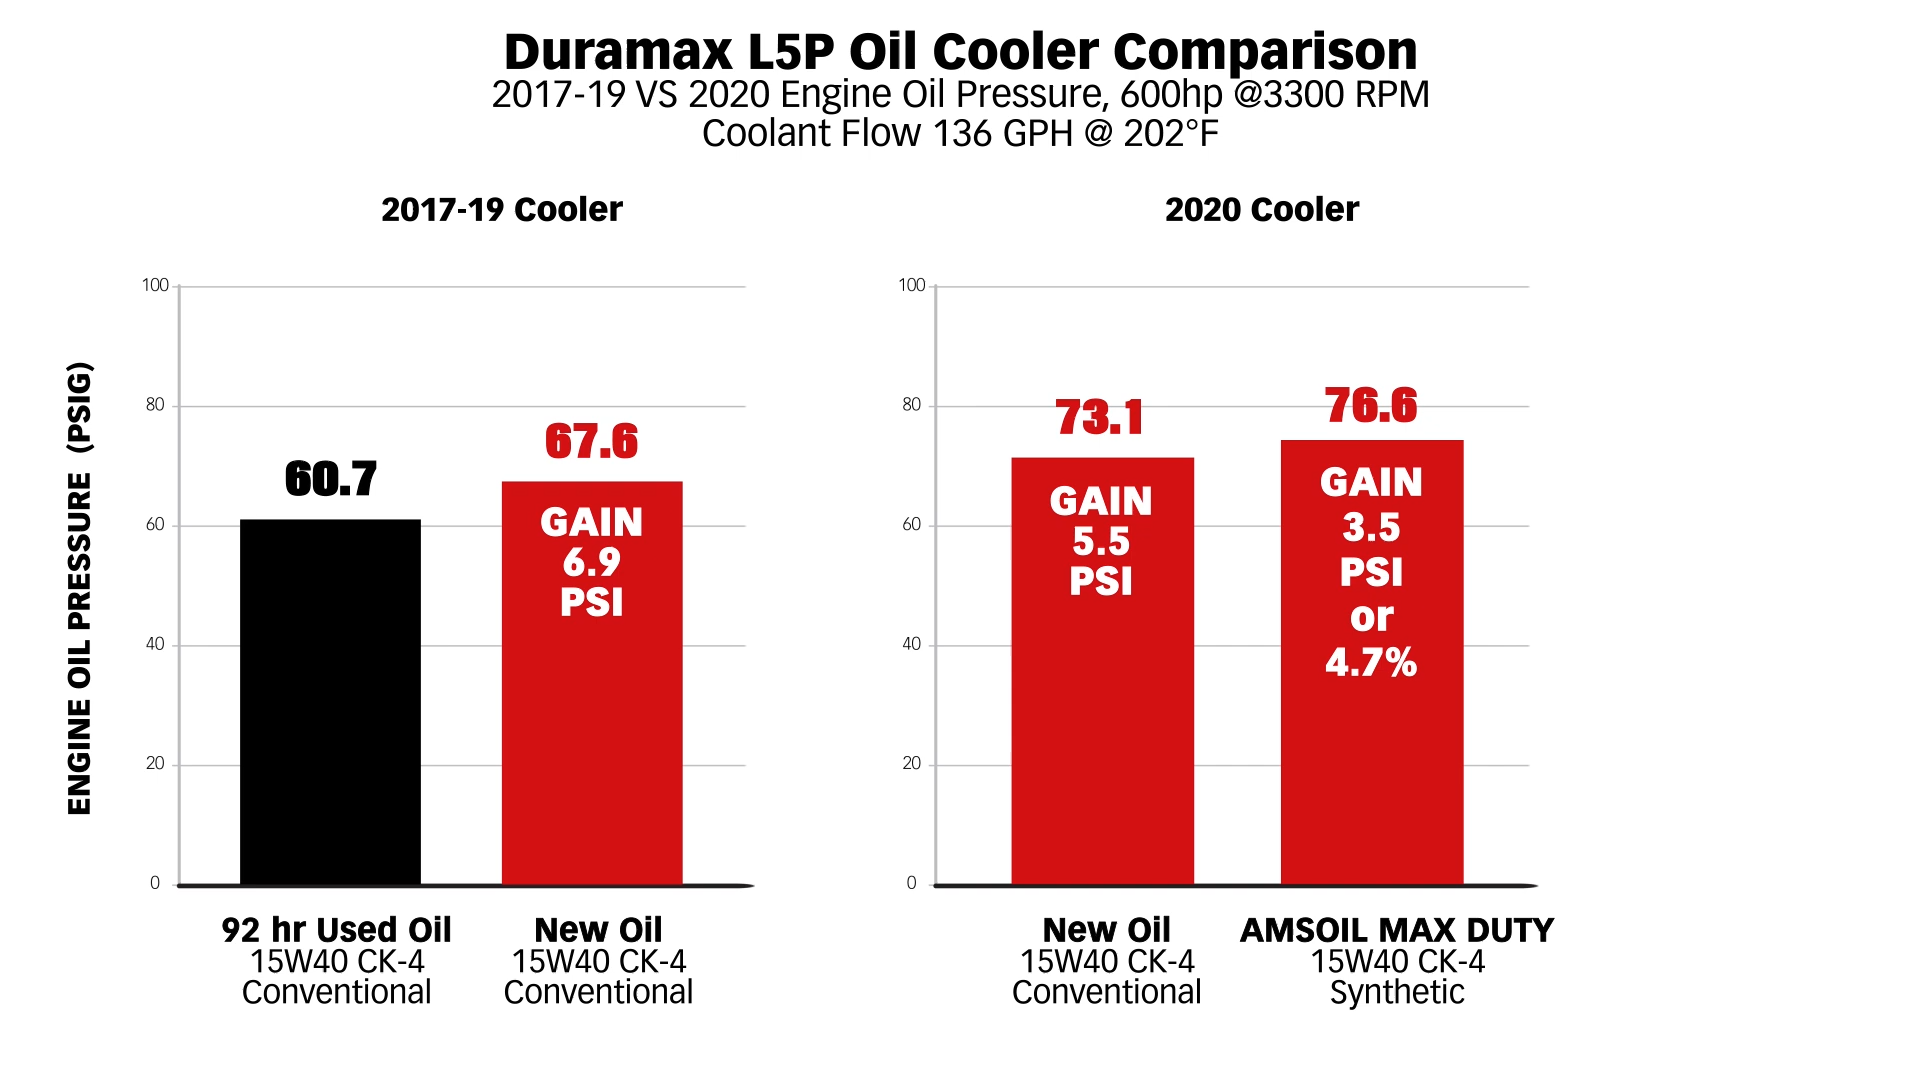 Duramax L5P Oil Cooler Comparison
2017-19 VS 2020 Engine Oil Pressure, 600hp @3300 RPM
Coolant Flow 136 GPH @ 202°F
2017-19 Cooler
ENGINE OIL PRESSURE (PSIG)
100
80
60
40
20
0
60.7
67.6
GAIN
6.9
PSI
92 hr Used Oil
15W40 CK-4
Conventional
New Oil
15W40 CK-4
Conventional
2020 Cooler
100
80
60
40
20
0
73.1
GAIN
5.5
PSI
76.6
GAIN
3.5
PSI
or
4.7%
New Oil
15W40 CK-4
Conventional
AMSOIL MAX DUTY
15W40 CK-4
Synthetic